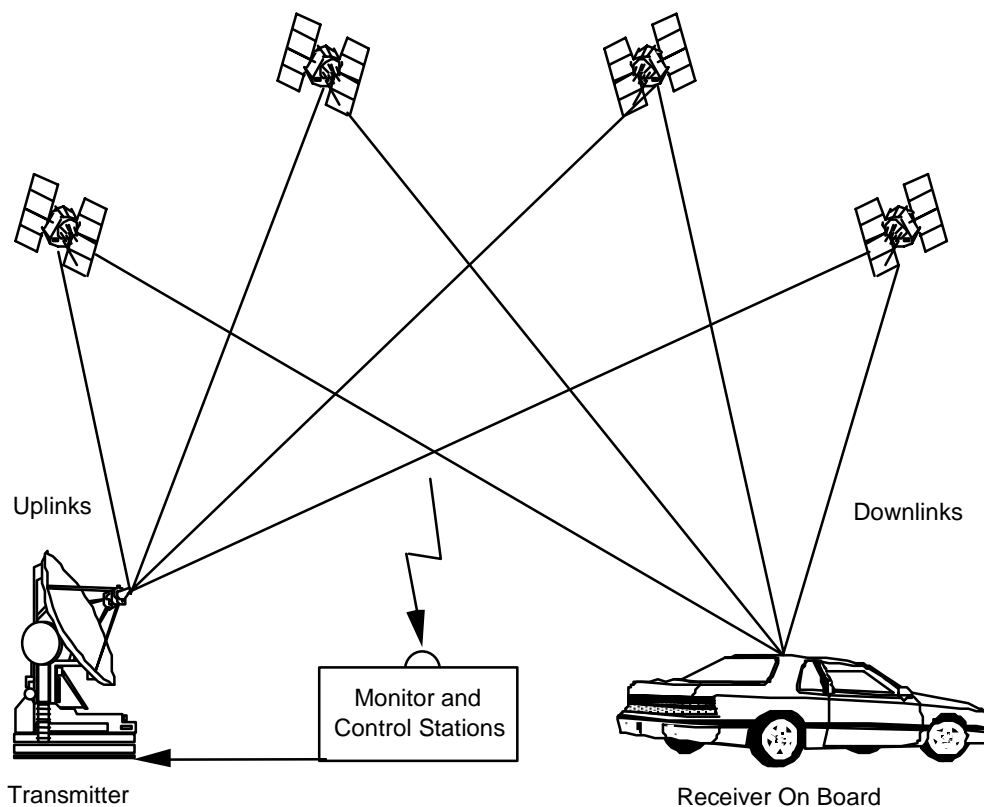 Uplinks
Downlinks
Monitor and
Control Stations
Transmitter
Receiver On Board